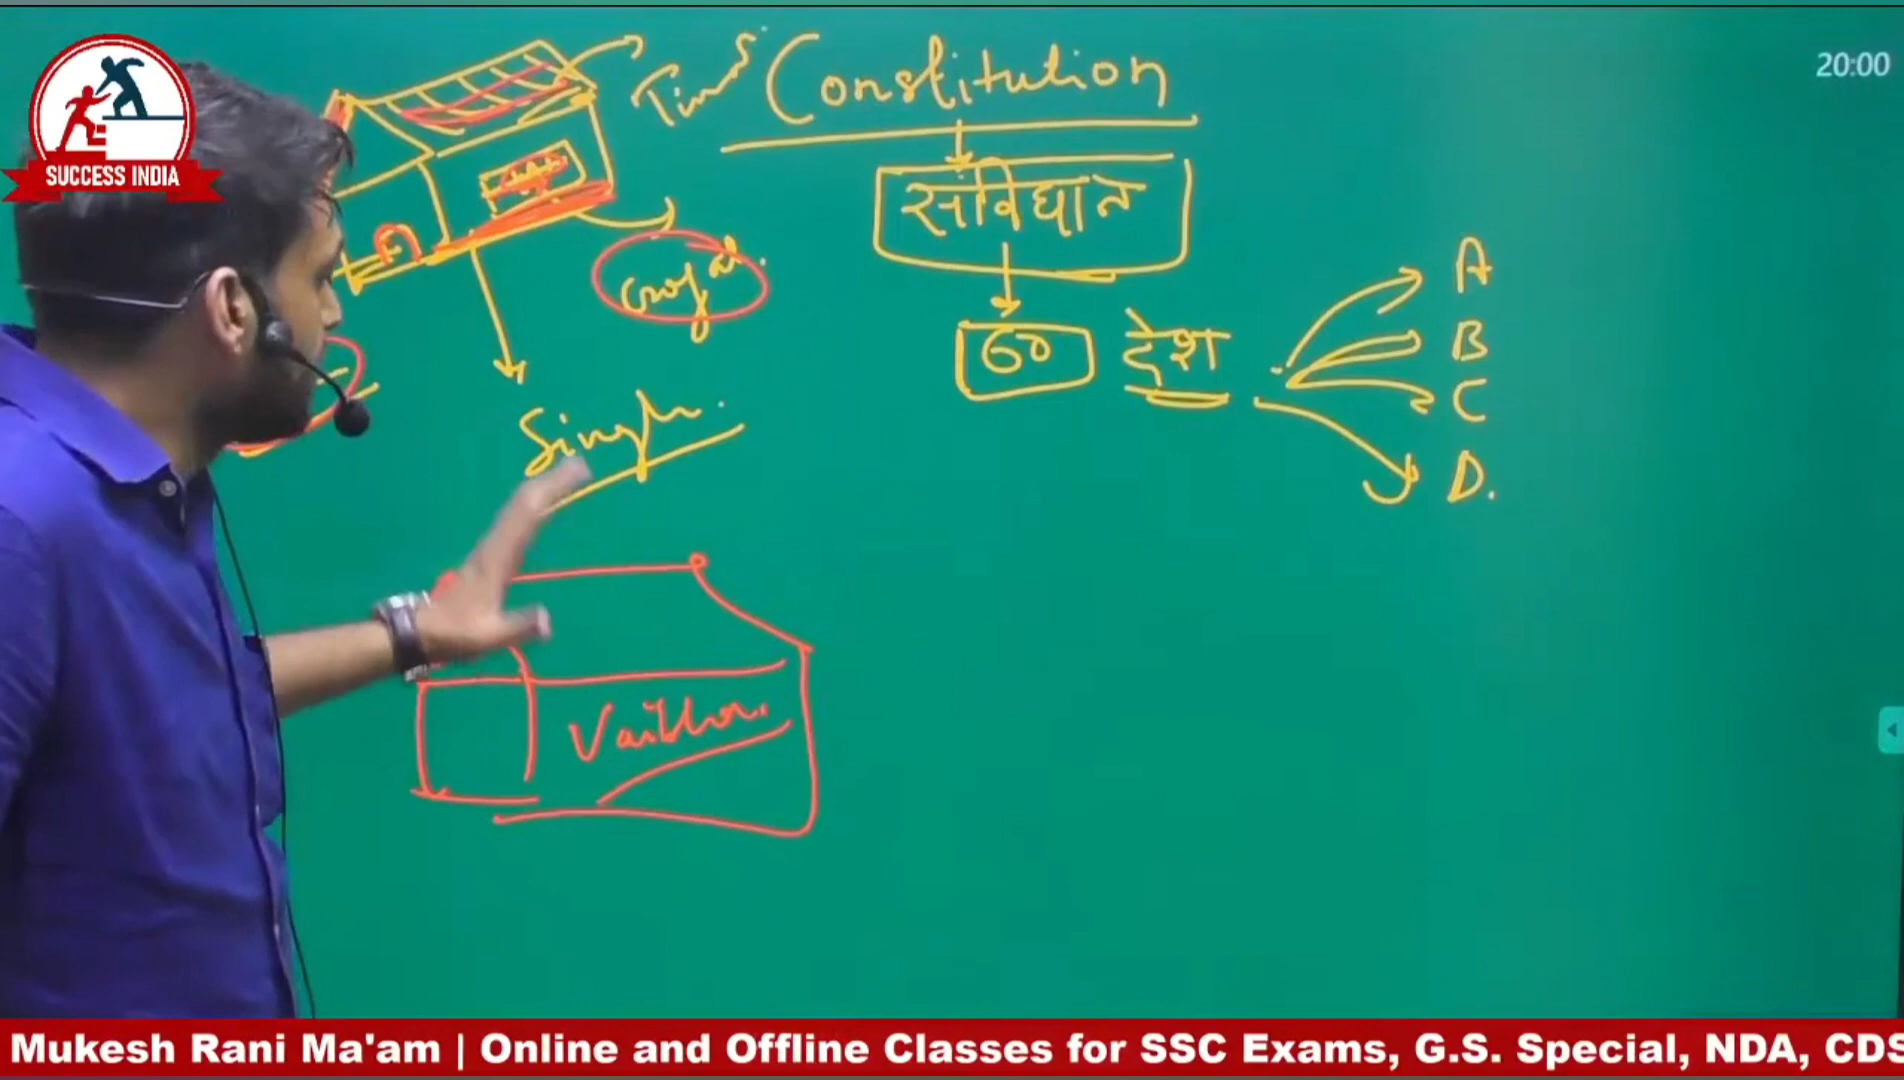 SUCCESS INDIA
20:00
Constitution
संविधान
60 देश
A
B
C
D.
Singh.
Mukesh Rani Ma'am | Online and Offline Classes for SSC Exams, G.S. Special, NDA, CDS